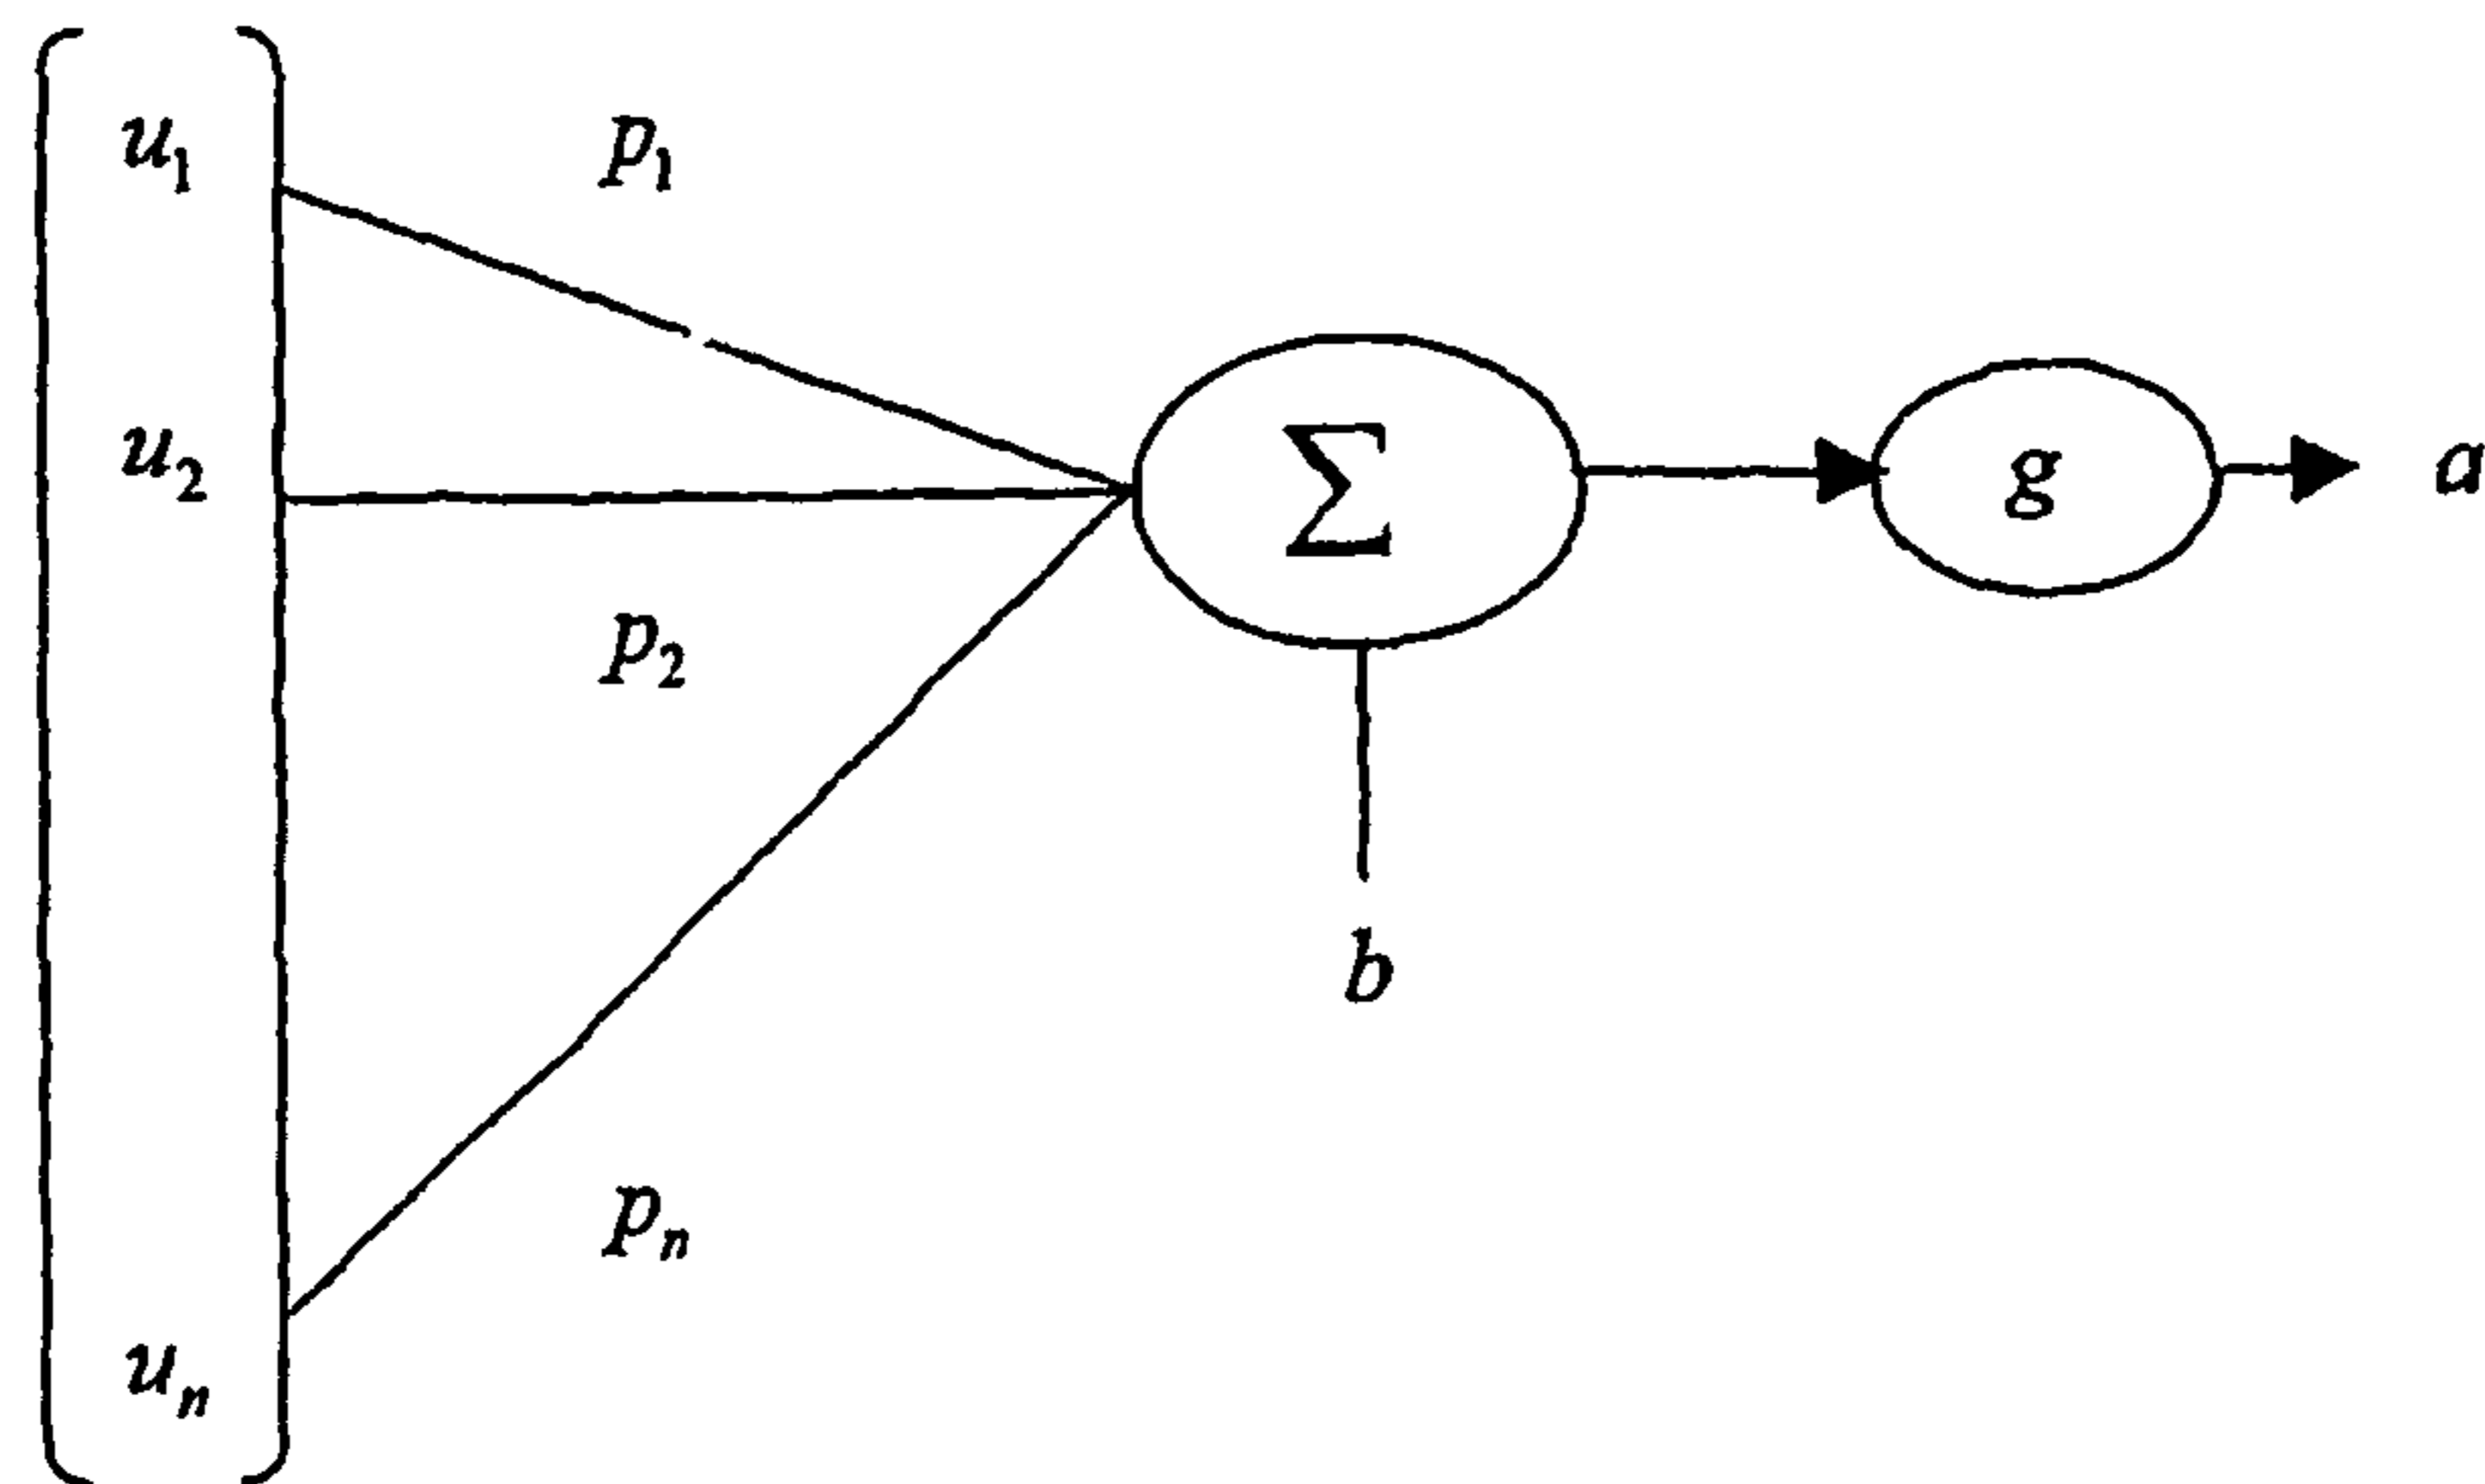 u₁
p₁
u₂
Σ
g
a
p₂
b
pₙ
uₙ